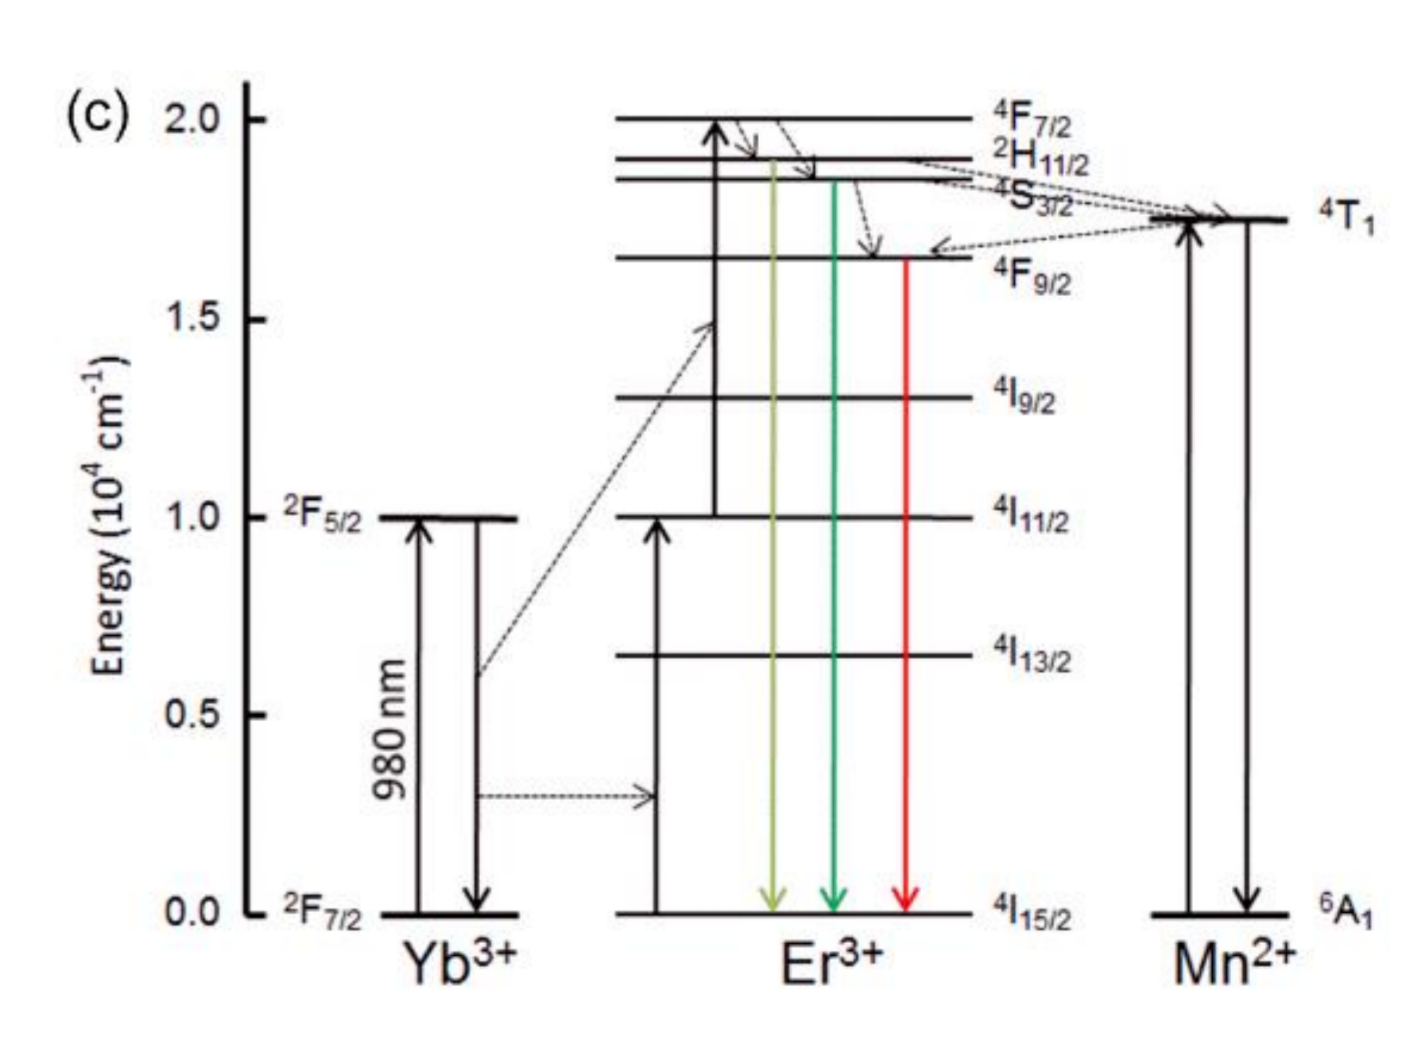 (c)
2.0
1.5
1.0
0.5
0.0
Energy (10⁴ cm⁻¹)
²F₅/₂
²F₇/₂
980 nm
Yb³⁺
⁴F₇/₂
²H₁₁/₂
⁴S₃/₂
⁴F₉/₂
⁴I₉/₂
⁴I₁₁/₂
⁴I₁₃/₂
⁴I₁₅/₂
Er³⁺
⁴T₁
⁶A₁
Mn²⁺